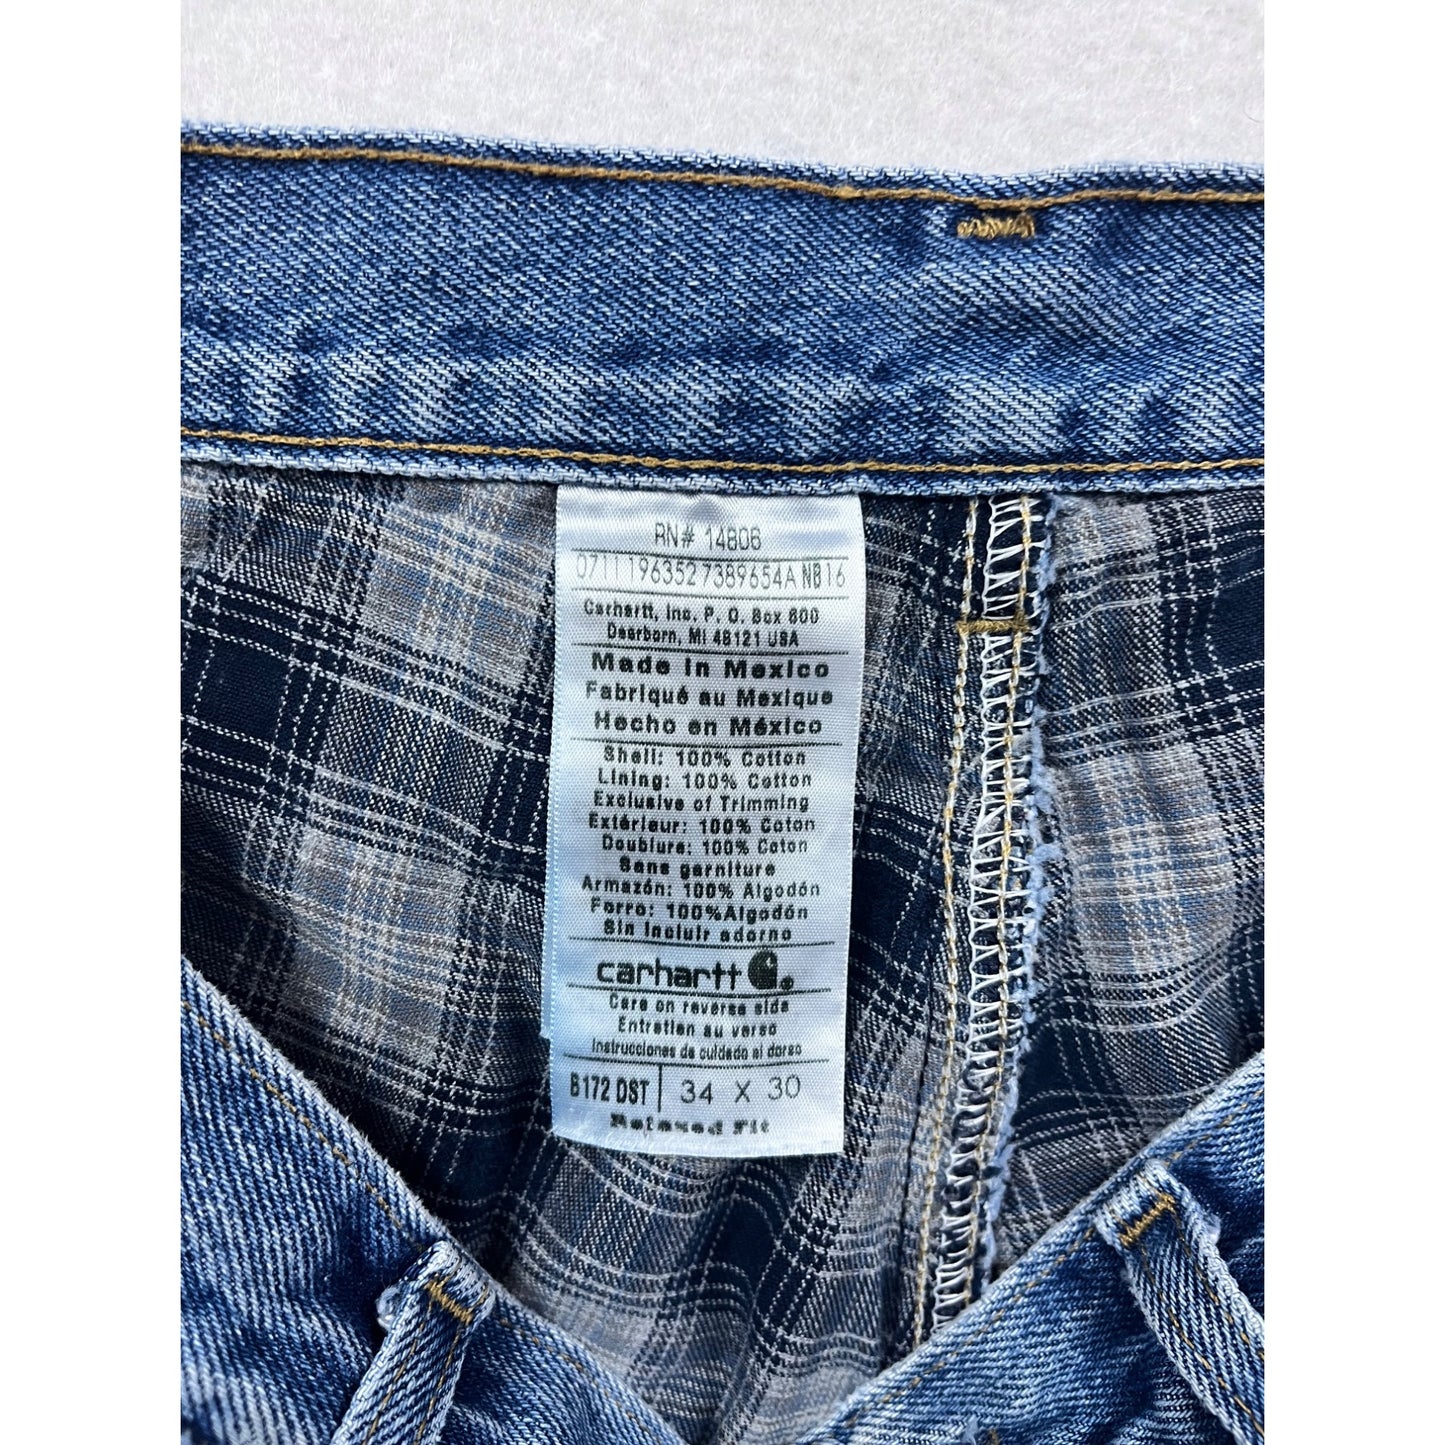 RN# 14806
0711 196352 7389654A NB16
Carhartt, Inc. P. O. Box 600
Dearborn, MI 48121 USA
Made in Mexico
Fabriqué au Mexique
Hecho en México
Shell: 100% Cotton
Lining: 100% Cotton
Exclusive of Trimming
Extérieur: 100% Coton
Doublure: 100% Coton
Sans garniture
Armazón: 100% Algodón
Forro: 100%Algodón
Sin incluir adorno
carhartt
Care on reverse side
Entretien au verso
Instrucciones de cuidado al dorso
B172 DST 34 X 30
Relaxed Fit